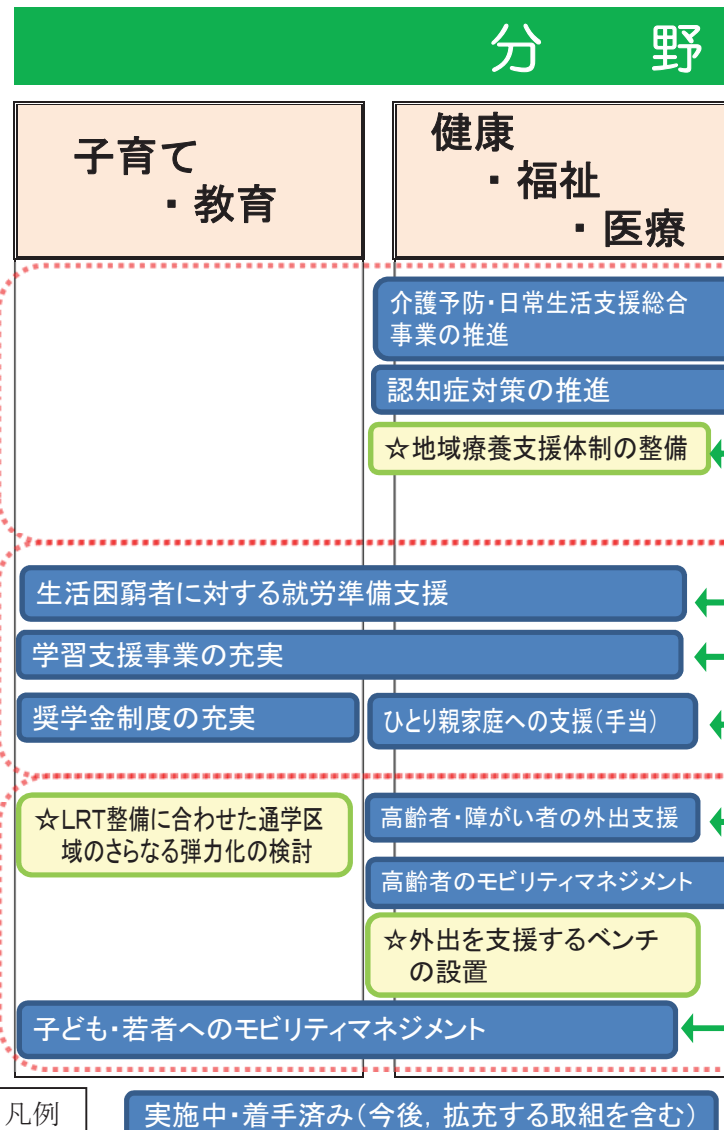 分　野
子育て
・教育
健康
・福祉
・医療
介護予防・日常生活支援総合
事業の推進
認知症対策の推進
☆地域療養支援体制の整備
生活困窮者に対する就労準備支援
学習支援事業の充実
奨学金制度の充実
ひとり親家庭への支援(手当)
☆LRT整備に合わせた通学区
域のさらなる弾力化の検討
高齢者・障がい者の外出支援
高齢者のモビリティマネジメント
☆外出を支援するベンチ
の設置
子ども・若者へのモビリティマネジメント
凡例
実施中・着手済み(今後,拡充する取組を含む)